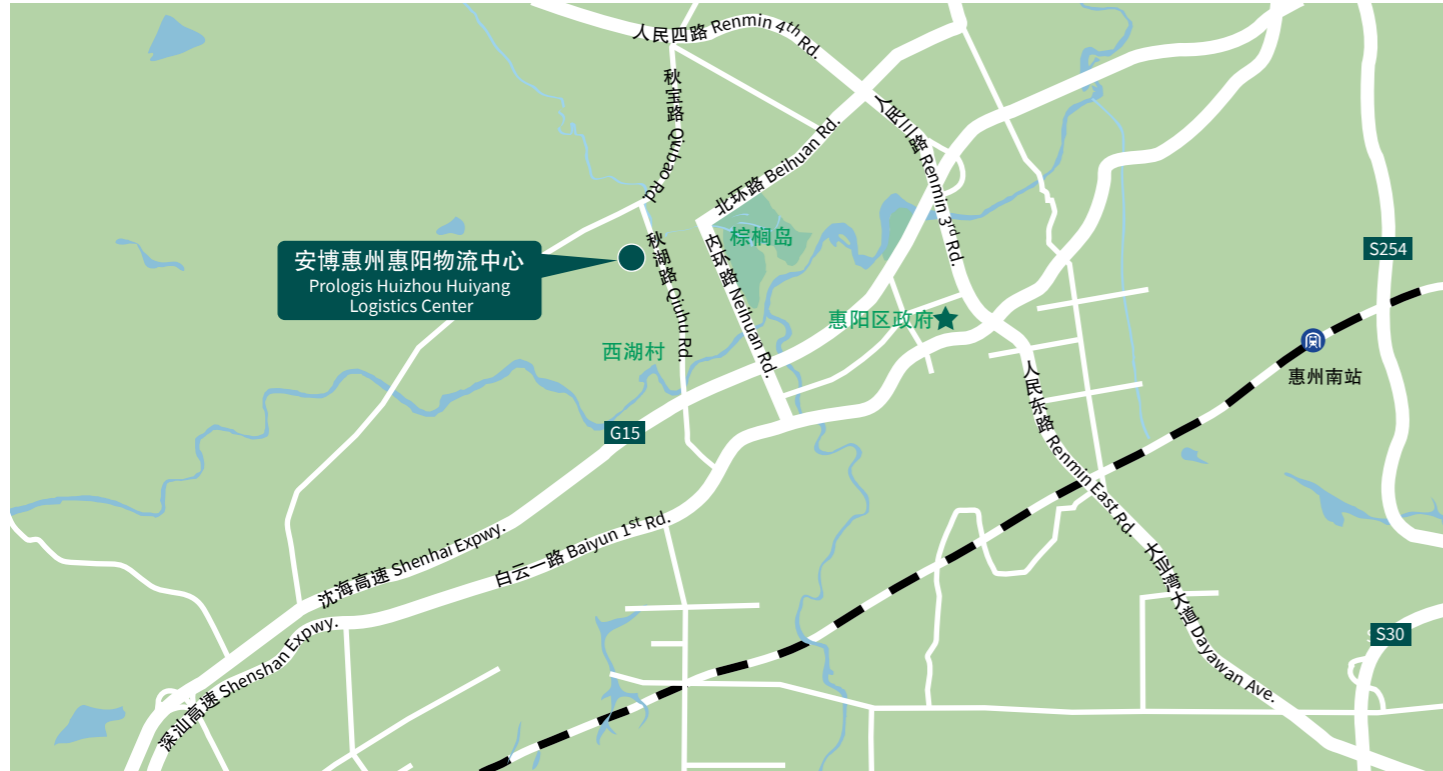 人民四路 Renmin 4th Rd.
秋宝路 Qiubao Rd.
人民三路 Renmin 3rd Rd.
北环路 Beihuan Rd.
棕榈岛
秋湖路 Qiuhu Rd.
内环路 Neihuan Rd.
安博惠州惠阳物流中心
Prologis Huizhou Huiyang
Logistics Center
S254
惠阳区政府
西湖村
惠州南站
人民东路 Renmin East Rd.
G15
沈海高速 Shenhai Expwy.
白云一路 Baiyun 1st Rd.
大亚湾大道 Dayawan Ave.
S30
深汕高速 Shenshan Expwy.